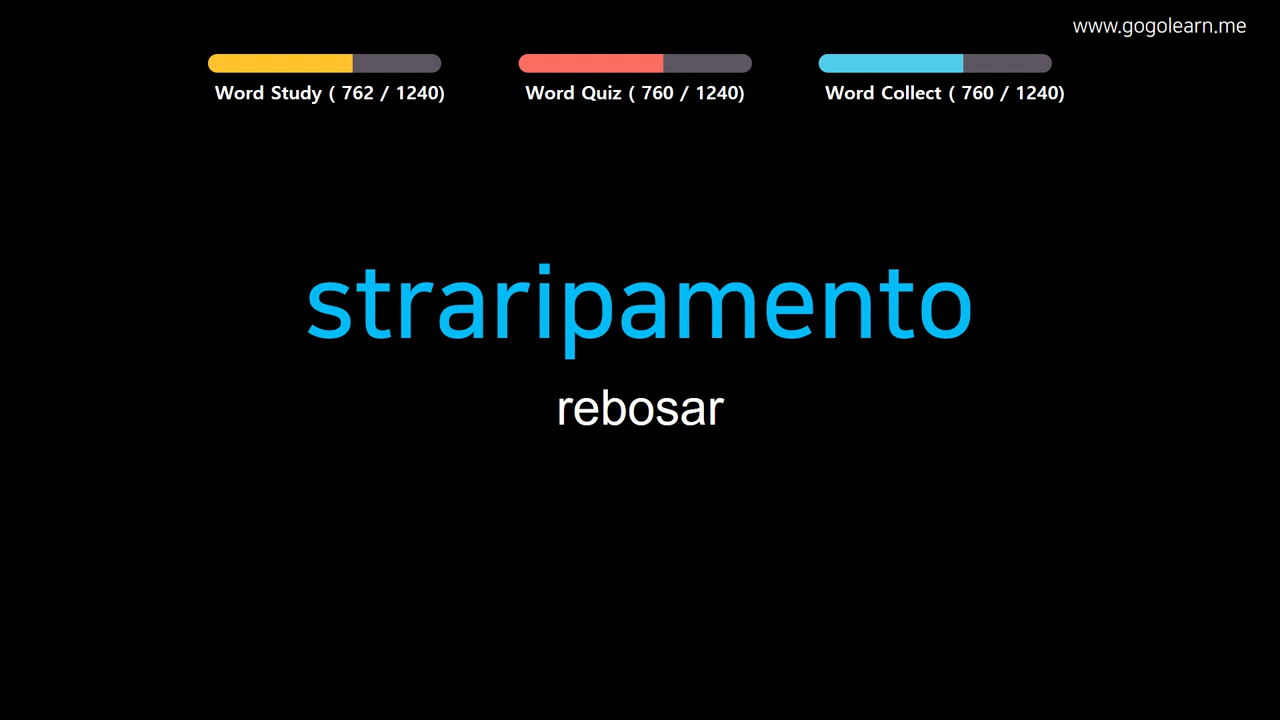 www.gogolearn.me
Word Study ( 762 / 1240)
Word Quiz ( 760 / 1240)
Word Collect ( 760 / 1240)
straripamento
rebosar